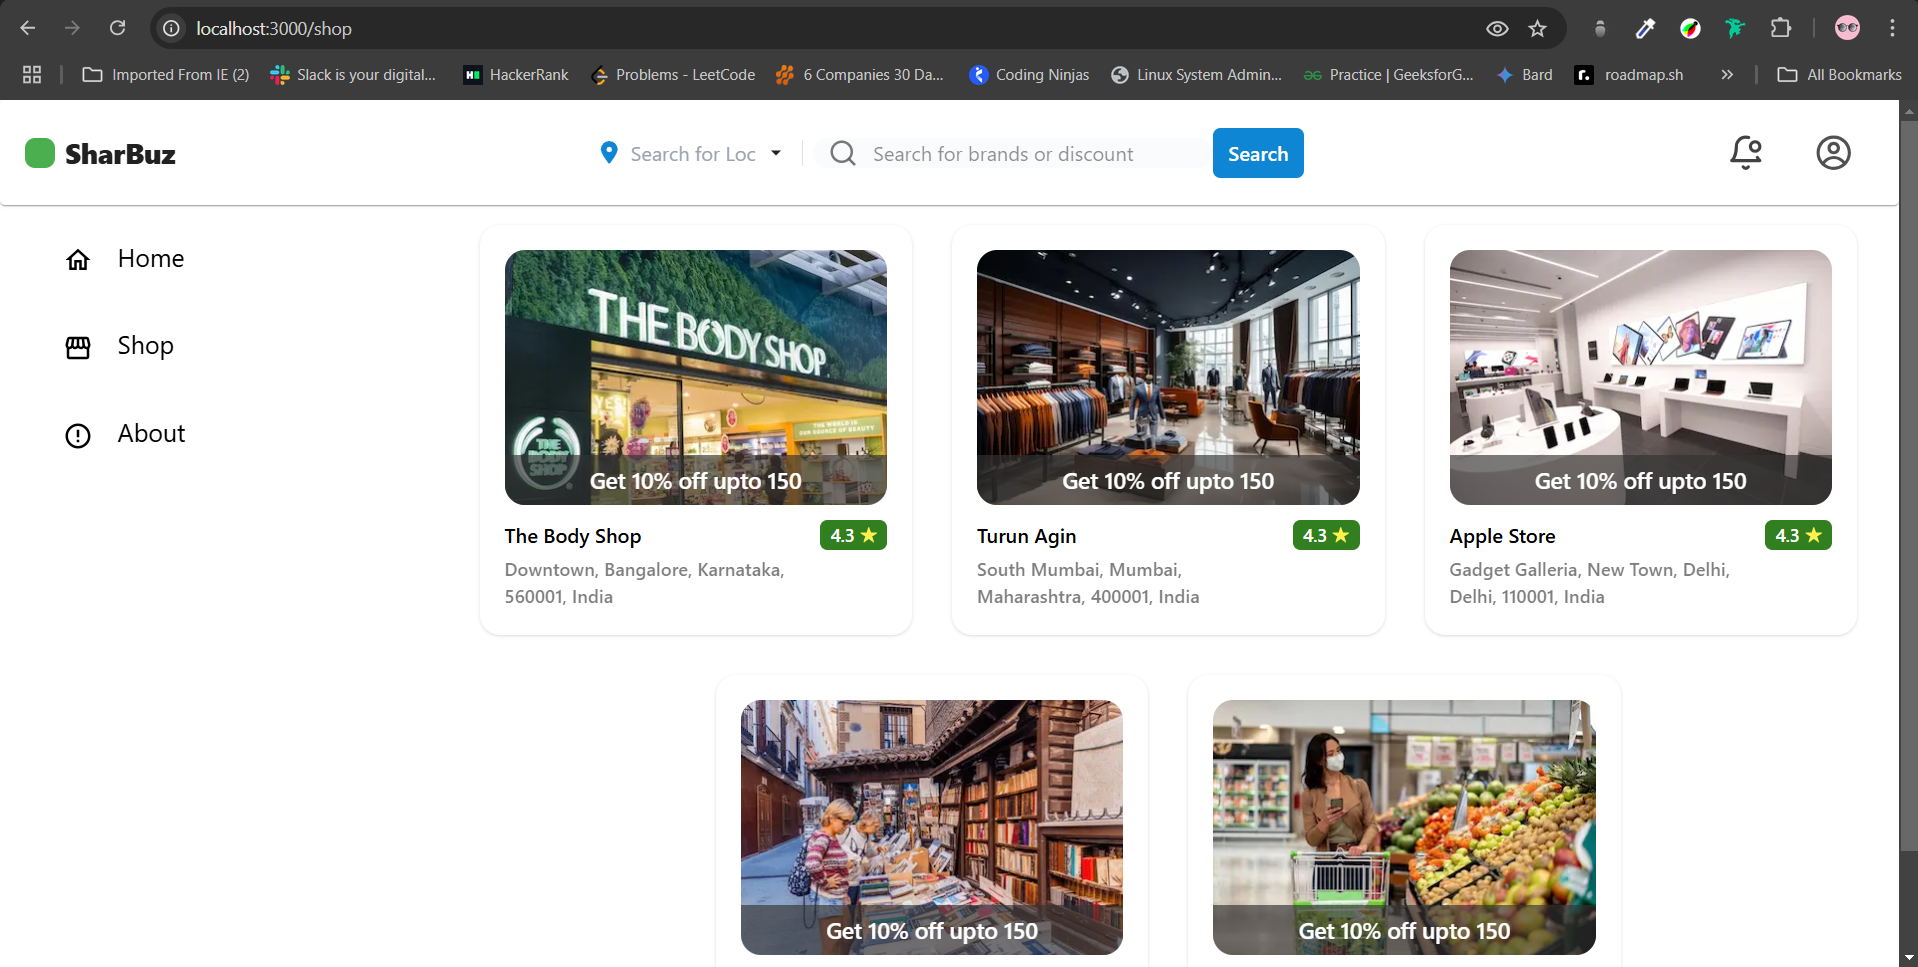 localhost:3000/shop
Imported From IE (2)
Slack is your digital...
HackerRank
Problems - LeetCode
6 Companies 30 Da...
Coding Ninjas
Linux System Admin...
Practice | GeeksforG...
Bard
roadmap.sh
All Bookmarks
SharBuz
Search for Loc
Search for brands or discount
Search
Home
Shop
About
THE BODY SHOP
THE BODY SHOP
Get 10% off upto 150
The Body Shop
4.3
Downtown, Bangalore, Karnataka,
560001, India
Get 10% off upto 150
Turun Agin
4.3
South Mumbai, Mumbai,
Maharashtra, 400001, India
Get 10% off upto 150
Apple Store
4.3
Gadget Galleria, New Town, Delhi,
Delhi, 110001, India
Get 10% off upto 150
Get 10% off upto 150